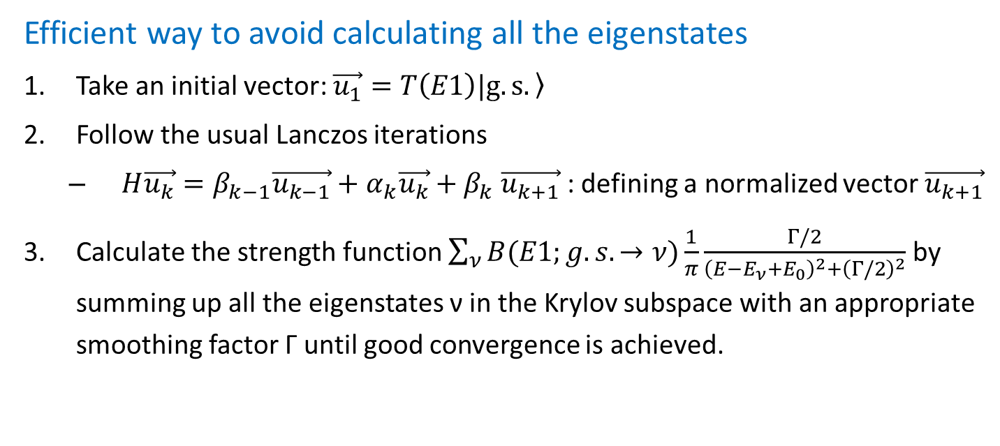 Efficient way to avoid calculating all the eigenstates
1. Take an initial vector: $\overrightarrow{u_1} = T(E1)|\mathrm{g.s.}\rangle$
2. Follow the usual Lanczos iterations
– $H\overrightarrow{u_k} = \beta_{k-1}\overrightarrow{u_{k-1}} + \alpha_k\overrightarrow{u_k} + \beta_k\,\overrightarrow{u_{k+1}}$ : defining a normalized vector $\overrightarrow{u_{k+1}}$
3. Calculate the strength function $\sum_\nu B(E1; g.s. \to \nu)\frac{1}{\pi}\frac{\Gamma/2}{(E-E_\nu+E_0)^2+(\Gamma/2)^2}$ by
summing up all the eigenstates ν in the Krylov subspace with an appropriate
smoothing factor Γ until good convergence is achieved.